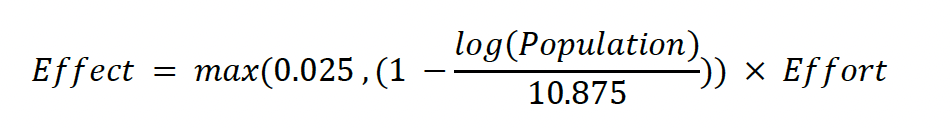 Effect = max(0.025 ,(1 − log(Population)/10.875)) × Effort